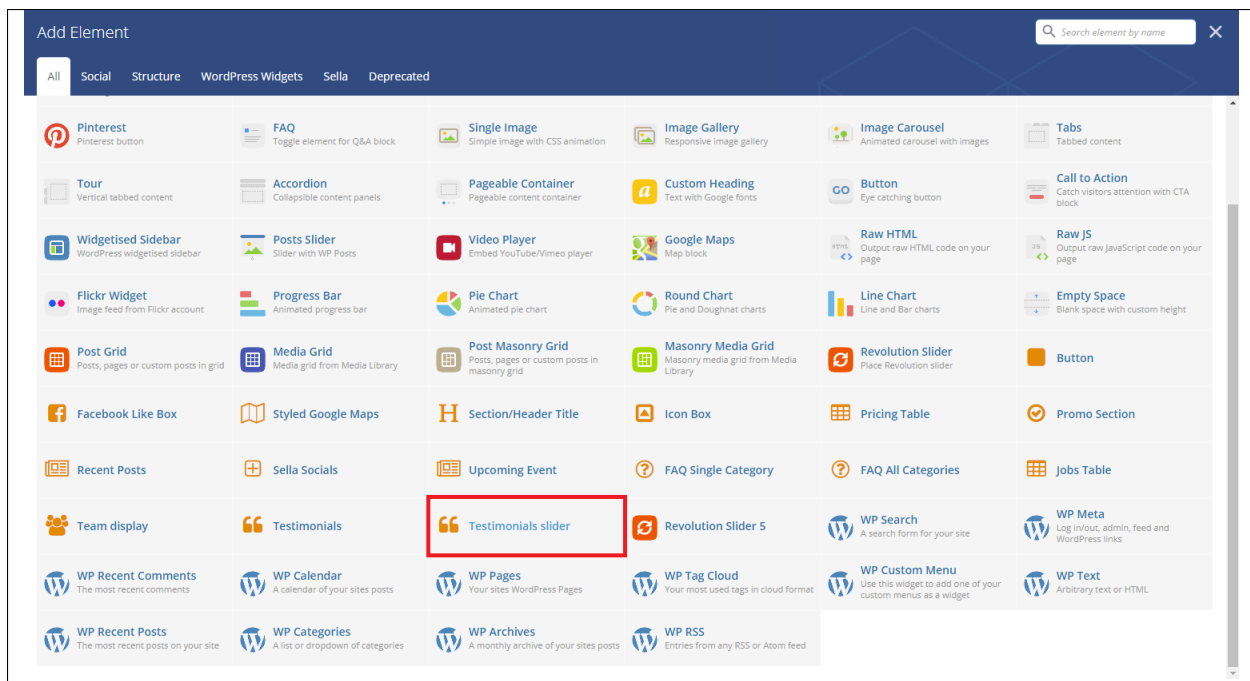 Add Element
Search element by name
All Social Structure WordPress Widgets Sella Deprecated
Pinterest
Pinterest button
FAQ
Toggle element for Q&A block
Single Image
Simple image with CSS animation
Image Gallery
Responsive image gallery
Image Carousel
Animated carousel with images
Tabs
Tabbed content
Tour
Vertical tabbed content
Accordion
Collapsible content panels
Pageable Container
Pageable content container
Custom Heading
Text with Google fonts
GO
Button
Eye catching button
Call to Action
Catch visitors attention with CTA
block
Widgetised Sidebar
WordPress widgetised sidebar
Posts Slider
Slider with WP Posts
Video Player
Embed YouTube/Vimeo player
Google Maps
Map block
HTML
Raw HTML
Output raw HTML code on your
page
JS
Raw JS
Output raw JavaScript code on your
page
Flickr Widget
Image feed from Flickr account
Progress Bar
Animated progress bar
Pie Chart
Animated pie chart
Round Chart
Pie and Doughnat charts
Line Chart
Line and Bar charts
Empty Space
Blank space with custom height
Post Grid
Posts, pages or custom posts in grid
Media Grid
Media grid from Media Library
Post Masonry Grid
Posts, pages or custom posts in
masonry grid
Masonry Media Grid
Masonry media grid from Media
Library
Revolution Slider
Place Revolution slider
Button
Facebook Like Box
Styled Google Maps
Section/Header Title
Icon Box
Pricing Table
Promo Section
Recent Posts
Sella Socials
Upcoming Event
FAQ Single Category
FAQ All Categories
Jobs Table
Team display
Testimonials
Testimonials slider
Revolution Slider 5
WP Search
A search form for your site
WP Meta
Log in/out, admin, feed and
WordPress links
WP Recent Comments
The most recent comments
WP Calendar
A calendar of your sites posts
WP Pages
Your sites WordPress Pages
WP Tag Cloud
Your most used tags in cloud format
WP Custom Menu
Use this widget to add one of your
custom menus as a widget
WP Text
Arbitrary text or HTML
WP Recent Posts
The most recent posts on your site
WP Categories
A list or dropdown of categories
WP Archives
A monthly archive of your sites posts
WP RSS
Entries from any RSS or Atom feed